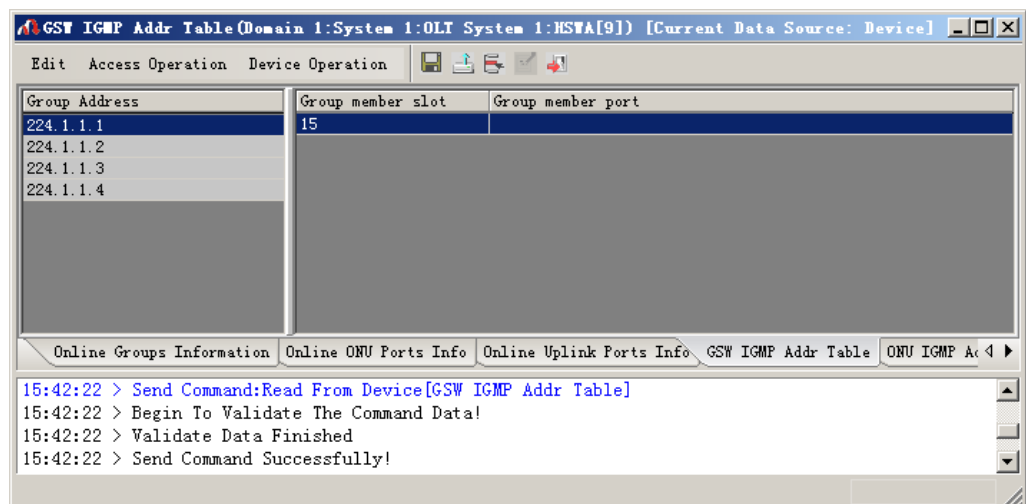 GSW IGMP Addr Table(Domain 1:System 1:OLT System 1:HSWA[9]) [Current Data Source: Device]
Edit Access Operation Device Operation
Group Address Group member slot Group member port
224.1.1.1 15
224.1.1.2
224.1.1.3
224.1.1.4
Online Groups Information Online ONU Ports Info Online Uplink Ports Info GSW IGMP Addr Table ONU IGMP
15:42:22 > Send Command:Read From Device[GSW IGMP Addr Table]
15:42:22 > Begin To Validate The Command Data!
15:42:22 > Validate Data Finished
15:42:22 > Send Command Successfully!